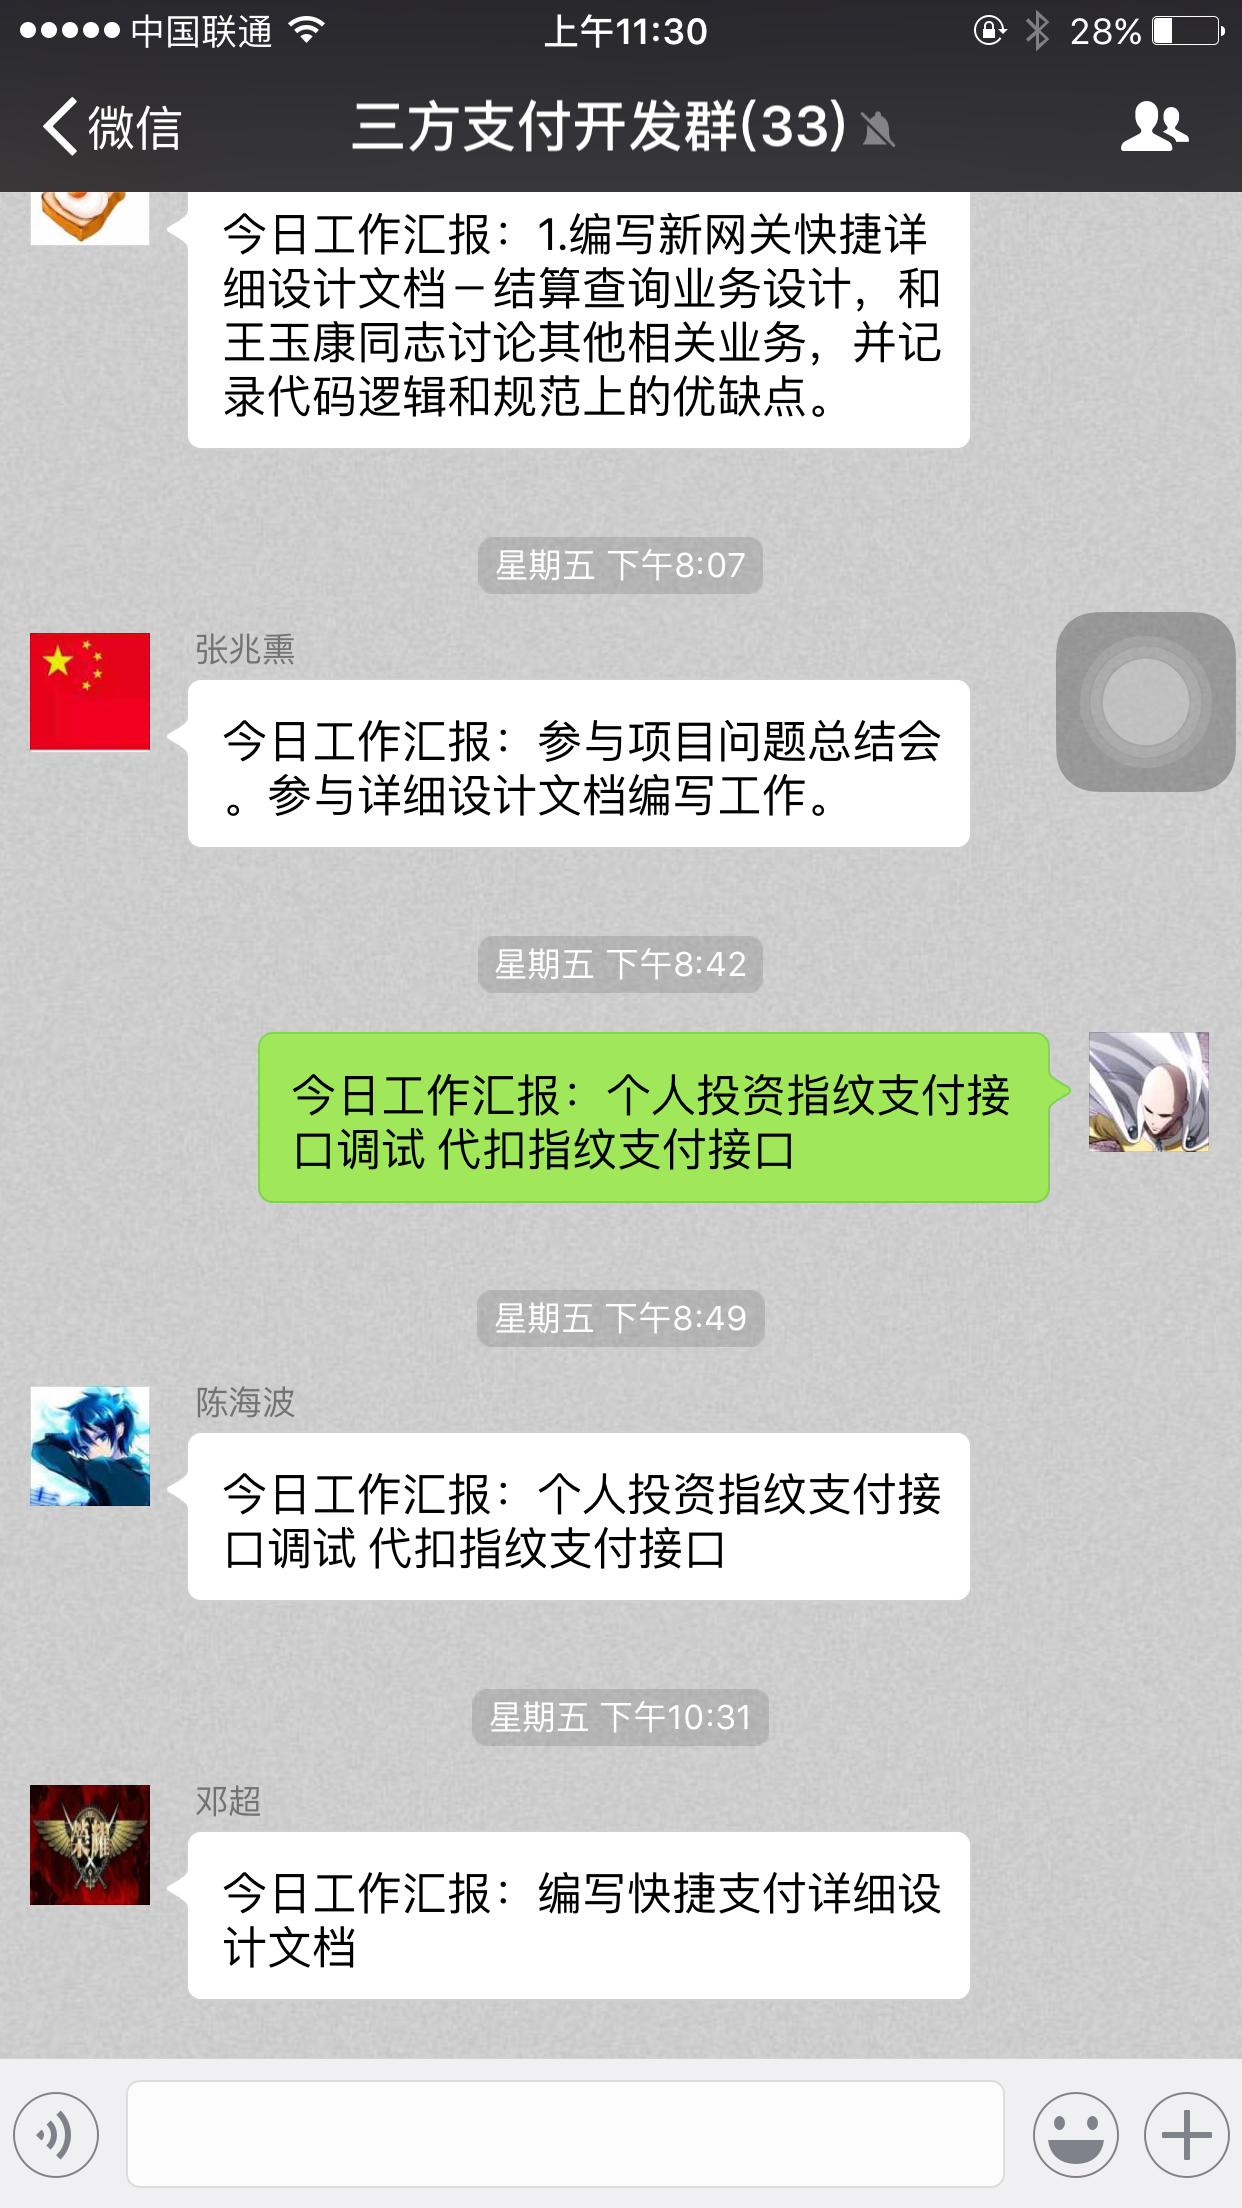 中国联通 上午11:30 28%
微信 三方支付开发群(33)
今日工作汇报：1.编写新网关快捷详
细设计文档－结算查询业务设计，和
王玉康同志讨论其他相关业务，并记
录代码逻辑和规范上的优缺点。
星期五 下午8:07
张兆熏
今日工作汇报：参与项目问题总结会
。参与详细设计文档编写工作。
星期五 下午8:42
今日工作汇报：个人投资指纹支付接
口调试 代扣指纹支付接口
星期五 下午8:49
陈海波
今日工作汇报：个人投资指纹支付接
口调试 代扣指纹支付接口
星期五 下午10:31
邓超
荣耀
今日工作汇报：编写快捷支付详细设
计文档